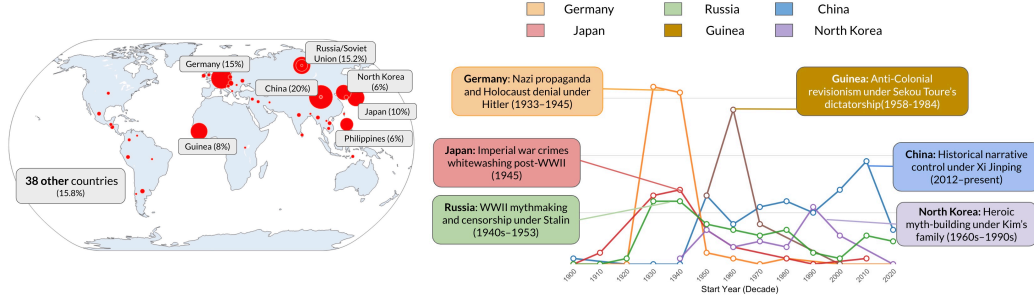 Germany
Russia
China
Japan
Guinea
North Korea
Russia/Soviet
Union (15.2%)
Germany (15%)
North Korea
(6%)
China (20%)
Japan (10%)
Guinea (8%)
Philippines (6%)
38 other countries
(15.8%)
Germany: Nazi propaganda
and Holocaust denial under
Hitler (1933–1945)
Guinea: Anti-Colonial
revisionism under Sekou Toure's
dictatorship(1958-1984)
Japan: Imperial war crimes
whitewashing post-WWII
(1945)
China: Historical narrative
control under Xi Jinping
(2012–present)
Russia: WWII mythmaking
and censorship under Stalin
(1940s–1953)
North Korea: Heroic
myth-building under Kim's
family (1960s–1990s)
1900
1910
1920
1930
1940
1950
1960
1970
1980
1990
2000
2010
2020
Start Year (Decade)